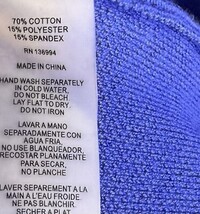 70% COTTON
15% POLYESTER
15% SPANDEX
RN 136994
MADE IN CHINA
HAND WASH SEPARATELY
IN COLD WATER,
DO NOT BLEACH
LAY FLAT TO DRY.
DO NOT IRON
LAVAR A MANO
SEPARADAMENTE CON
AGUA FRIA.
NO USE BLANQUEADOR,
RECOSTAR PLANAMENTE
PARA SECAR,
NO PLANCHE
LAVER SEPAREMENT A LA
MAIN A L'EAU FROIDE.
NE PAS BLANCHIR
SECHER A PLAT